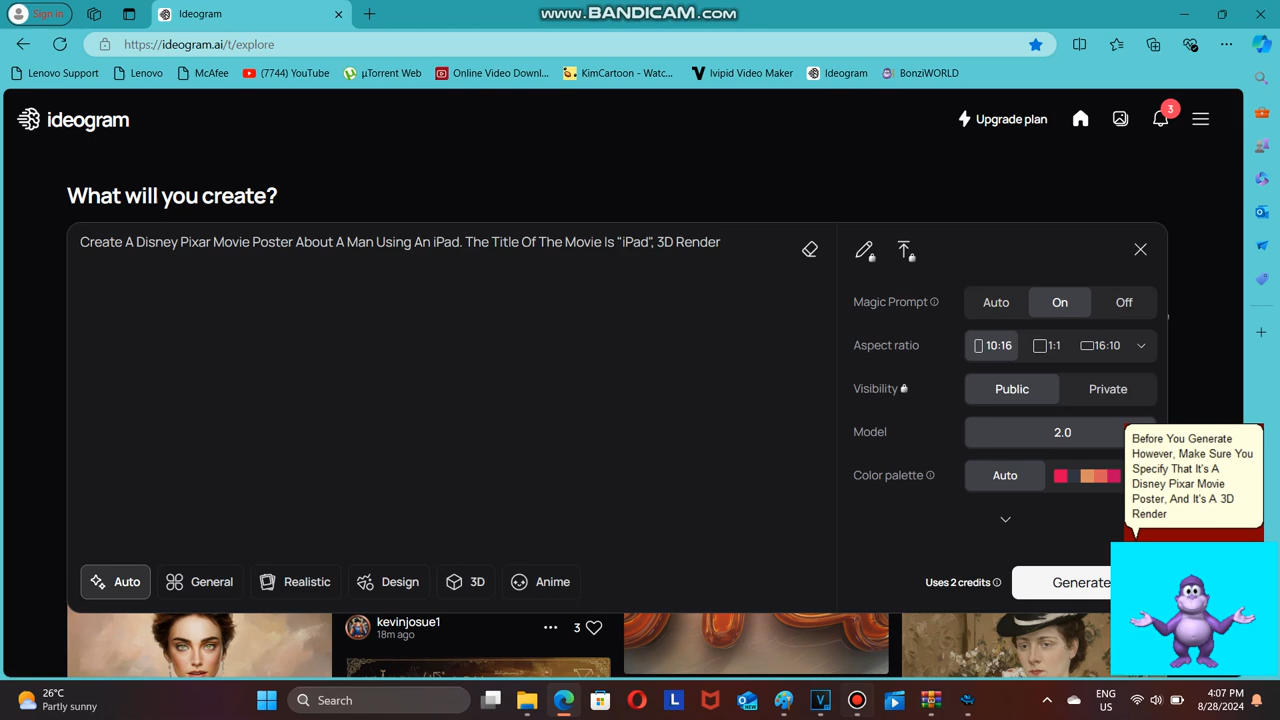 Sign in
Ideogram
www.BANDICAM.com
https://ideogram.ai/t/explore
Lenovo Support
Lenovo
McAfee
(7744) YouTube
µTorrent Web
Online Video Downl...
KimCartoon - Watc...
Ivipid Video Maker
Ideogram
BonziWORLD
ideogram
Upgrade plan
3
What will you create?
Create A Disney Pixar Movie Poster About A Man Using An iPad. The Title Of The Movie Is "iPad", 3D Render
Magic Prompt
Auto
On
Off
Aspect ratio
10:16
1:1
16:10
Visibility
Public
Private
Model
2.0
Color palette
Auto
Before You Generate
However, Make Sure You
Specify That It's A
Disney Pixar Movie
Poster, And It's A 3D
Render
Auto
General
Realistic
Design
3D
Anime
Uses 2 credits
Generate
kevinjosue1
18m ago
3
26°C
Partly sunny
Search
ENG
US
4:07 PM
8/28/2024